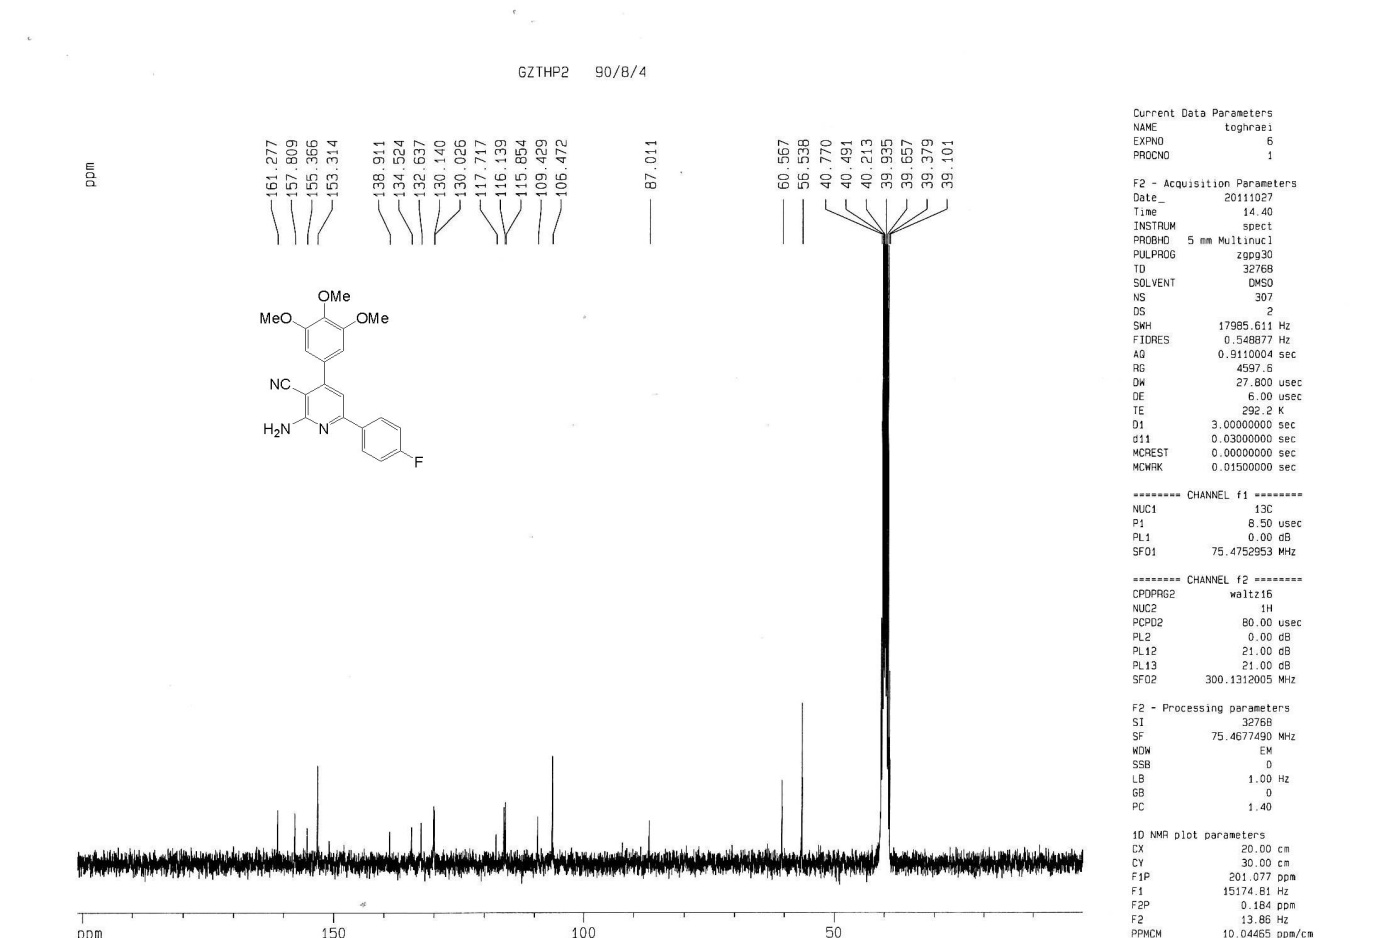 GZTHP2 90/8/4
ppm
161.277
157.809
155.366
153.314
138.911
134.524
132.637
130.140
130.026
117.717
116.139
115.854
109.429
106.472
87.011
60.567
56.538
40.770
40.491
40.213
39.935
39.657
39.379
39.101
OMe
MeO
OMe
NC
H₂N
N
F
Current Data Parameters
NAME toghraei
EXPNO 6
PROCNO 1
F2 - Acquisition Parameters
Date_ 20111027
Time 14.40
INSTRUM spect
PROBHD 5 mm Multinucl
PULPROG zgpg30
TD 32768
SOLVENT DMSO
NS 307
DS 2
SWH 17985.611 Hz
FIDRES 0.548877 Hz
AQ 0.9110004 sec
RG 4597.6
DW 27.800 usec
DE 6.00 usec
TE 292.2 K
D1 3.00000000 sec
d11 0.03000000 sec
MCREST 0.00000000 sec
MCWRK 0.01500000 sec
======== CHANNEL f1 ========
NUC1 13C
P1 8.50 usec
PL1 0.00 dB
SFO1 75.4752953 MHz
======== CHANNEL f2 ========
CPDPRG2 waltz16
NUC2 1H
PCPD2 80.00 usec
PL2 0.00 dB
PL12 21.00 dB
PL13 21.00 dB
SFO2 300.1312005 MHz
F2 - Processing parameters
SI 32768
SF 75.4677490 MHz
WDW EM
SSB 0
LB 1.00 Hz
GB 0
PC 1.40
1D NMR plot parameters
CX 20.00 cm
CY 30.00 cm
F1P 201.077 ppm
F1 15174.81 Hz
F2P 0.184 ppm
F2 13.86 Hz
PPMCM 10.04465 ppm/cm
ppm 150 100 50